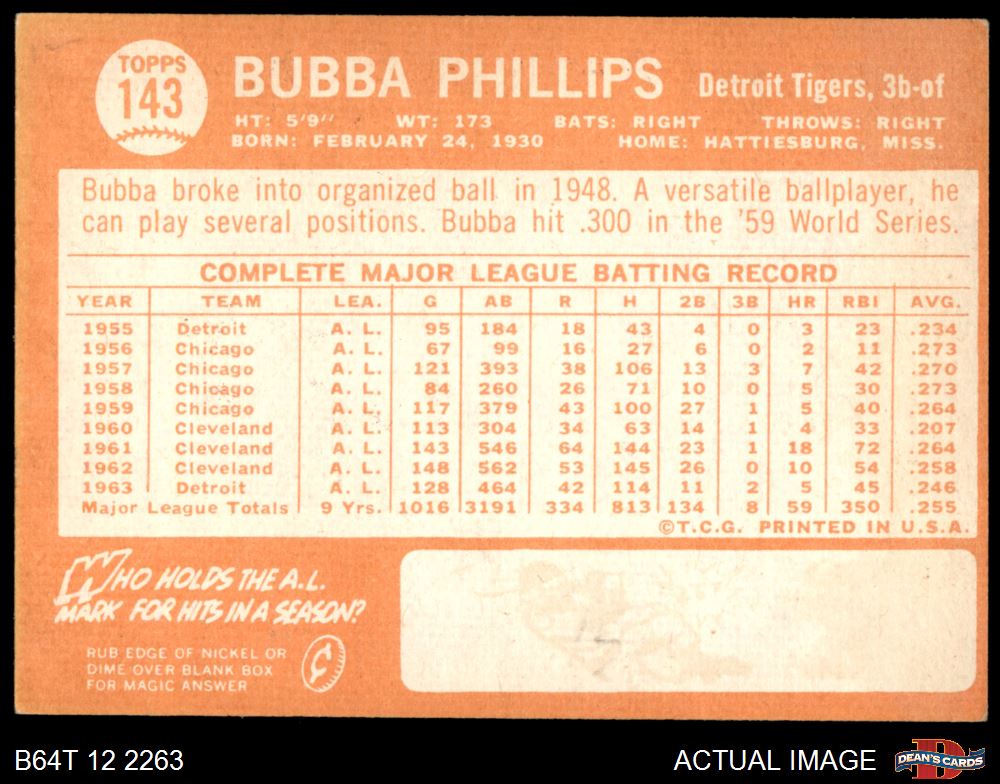 TOPPS
143
BUBBA PHILLIPS Detroit Tigers, 3b-of
HT: 5'9" WT: 173 BATS: RIGHT THROWS: RIGHT
BORN: FEBRUARY 24, 1930 HOME: HATTIESBURG, MISS.
Bubba broke into organized ball in 1948. A versatile ballplayer, he
can play several positions. Bubba hit .300 in the '59 World Series.
COMPLETE MAJOR LEAGUE BATTING RECORD
YEAR TEAM LEA. G AB R H 2B 3B HR RBI AVG.
1955 Detroit A. L. 95 184 18 43 4 0 3 23 .234
1956 Chicago A. L. 67 99 16 27 6 0 2 11 .273
1957 Chicago A. L. 121 393 38 106 13 3 7 42 .270
1958 Chicago A. L. 84 260 26 71 10 0 5 30 .273
1959 Chicago A. L. 117 379 43 100 27 1 5 40 .264
1960 Cleveland A. L. 113 304 34 63 14 1 4 33 .207
1961 Cleveland A. L. 143 546 64 144 23 1 18 72 .264
1962 Cleveland A. L. 148 562 53 145 26 0 10 54 .258
1963 Detroit A. L. 128 464 42 114 11 2 5 45 .246
Major League Totals 9 Yrs. 1016 3191 334 813 134 8 59 350 .255
©T.C.G. PRINTED IN U.S.A.
WHO HOLDS THE A.L.
MARK FOR HITS IN A SEASON?
RUB EDGE OF NICKEL OR
DIME OVER BLANK BOX
FOR MAGIC ANSWER
¢
B64T 12 2263 ACTUAL IMAGE
DEAN'S CARDS